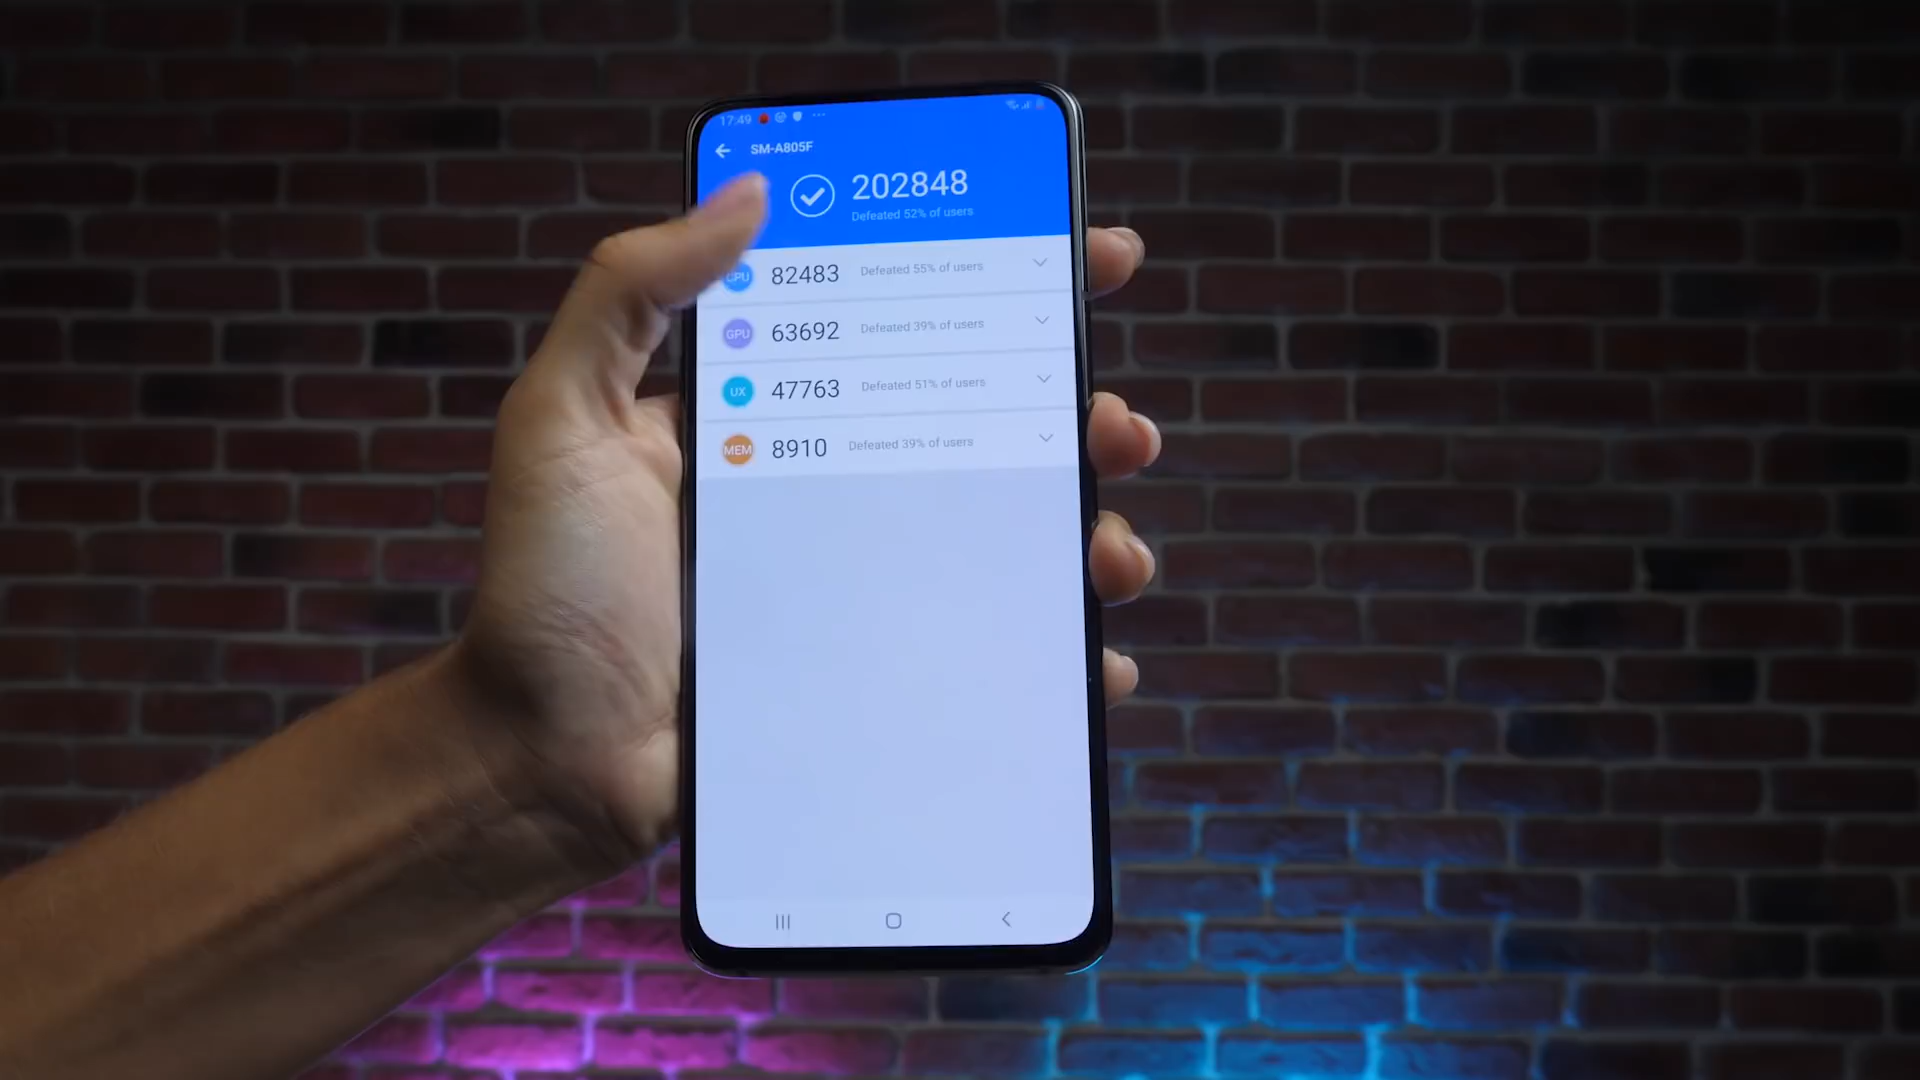 17:49
SM-A805F
202848
Defeated 52% of users
CPU 82483 Defeated 55% of users
GPU 63692 Defeated 39% of users
UX 47763 Defeated 51% of users
MEM 8910 Defeated 39% of users